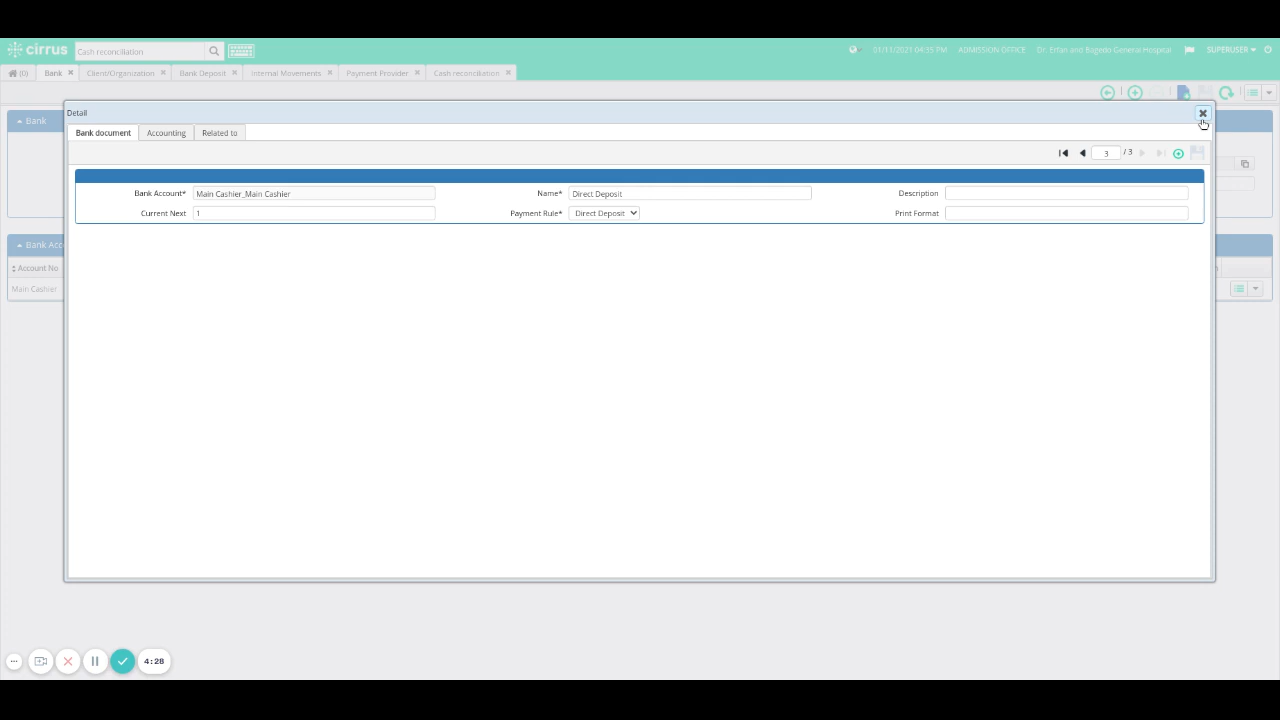 cirrus Cash reconciliation 01/11/2021 04:35 PM ADMISSION OFFICE Dr. Erfan and Bagedo General Hospital SUPERUSER
(0) Bank Client/Organization Bank Deposit Internal Movements Payment Provider Cash reconciliation
Detail
Bank
Bank document Accounting Related to
3 / 3
Bank Account* Main Cashier_Main Cashier Name* Direct Deposit Description
Current Next 1 Payment Rule* Direct Deposit Print Format
Bank Acc
Account No
Main Cashier
4:28